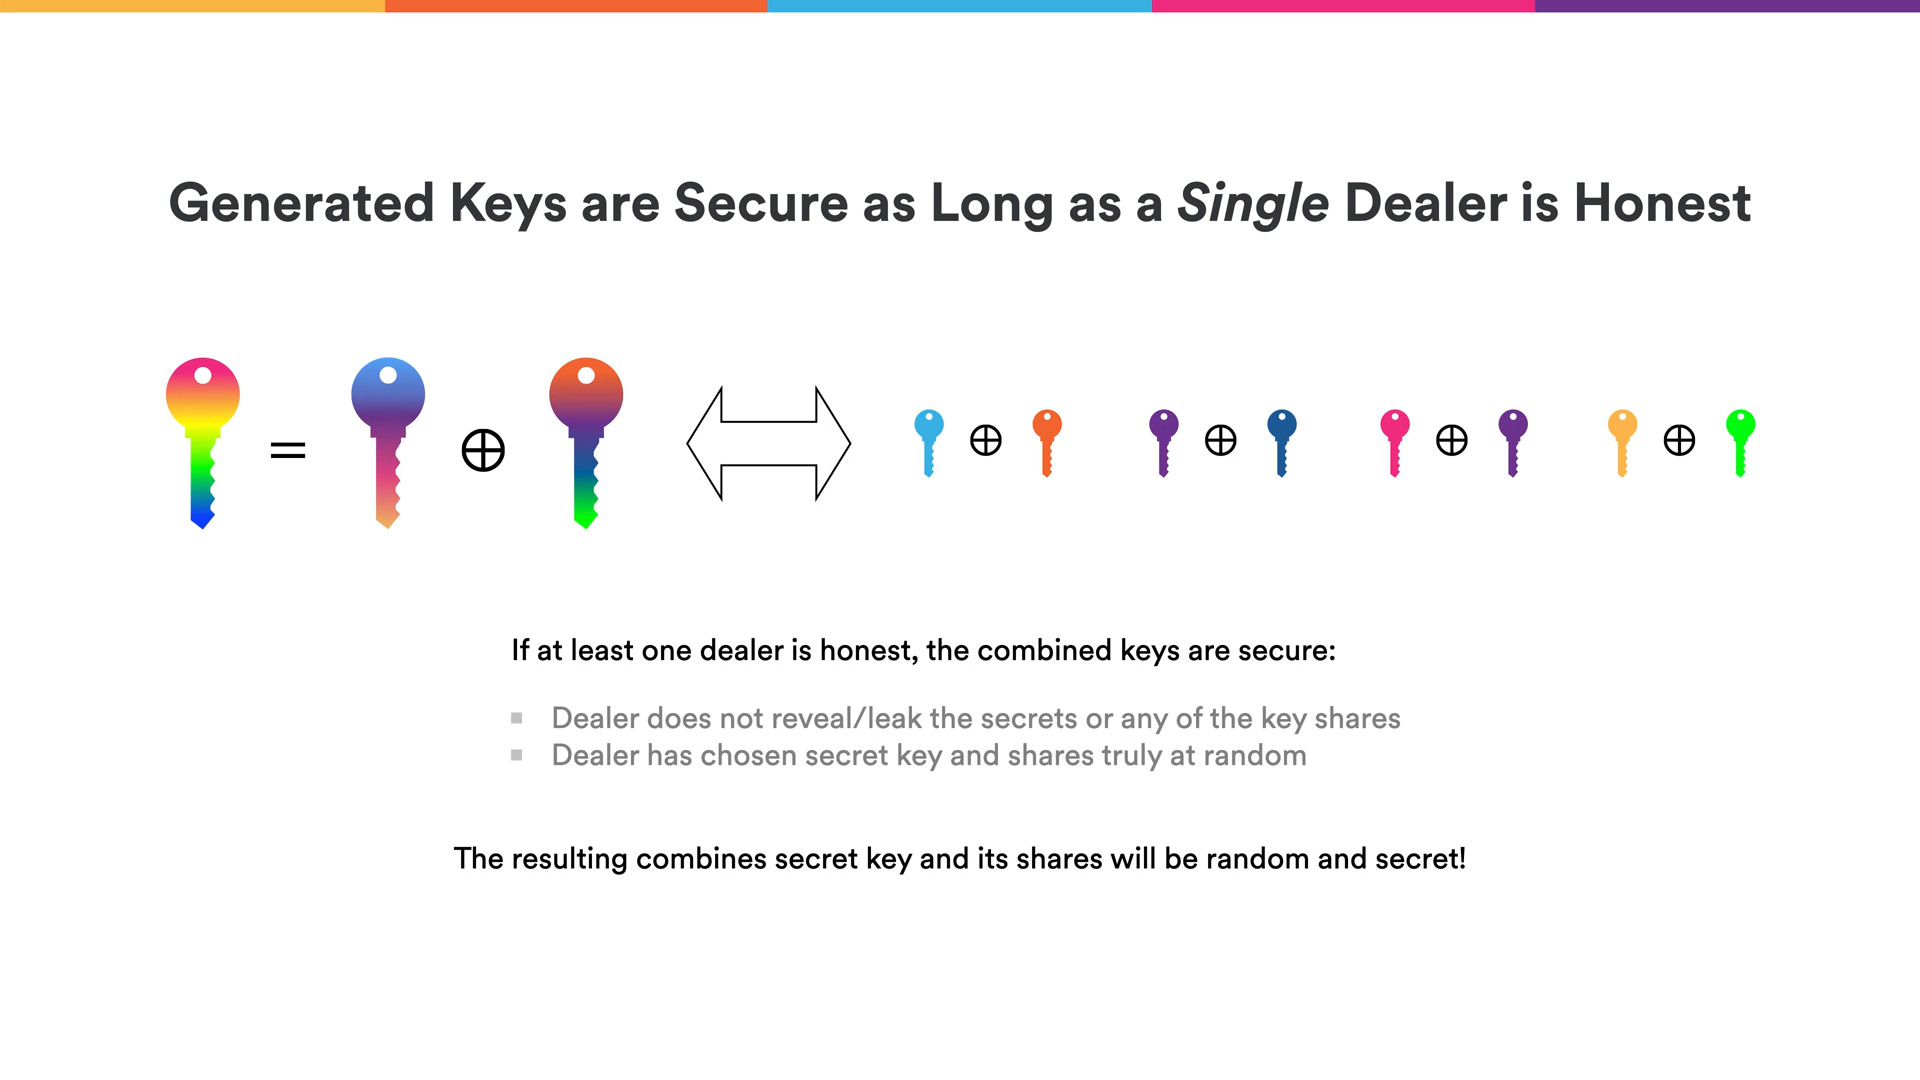 Generated Keys are Secure as Long as a Single Dealer is Honest
= ⊕ ⊕ ⊕ ⊕ ⊕
If at least one dealer is honest, the combined keys are secure:
▪ Dealer does not reveal/leak the secrets or any of the key shares
▪ Dealer has chosen secret key and shares truly at random
The resulting combines secret key and its shares will be random and secret!